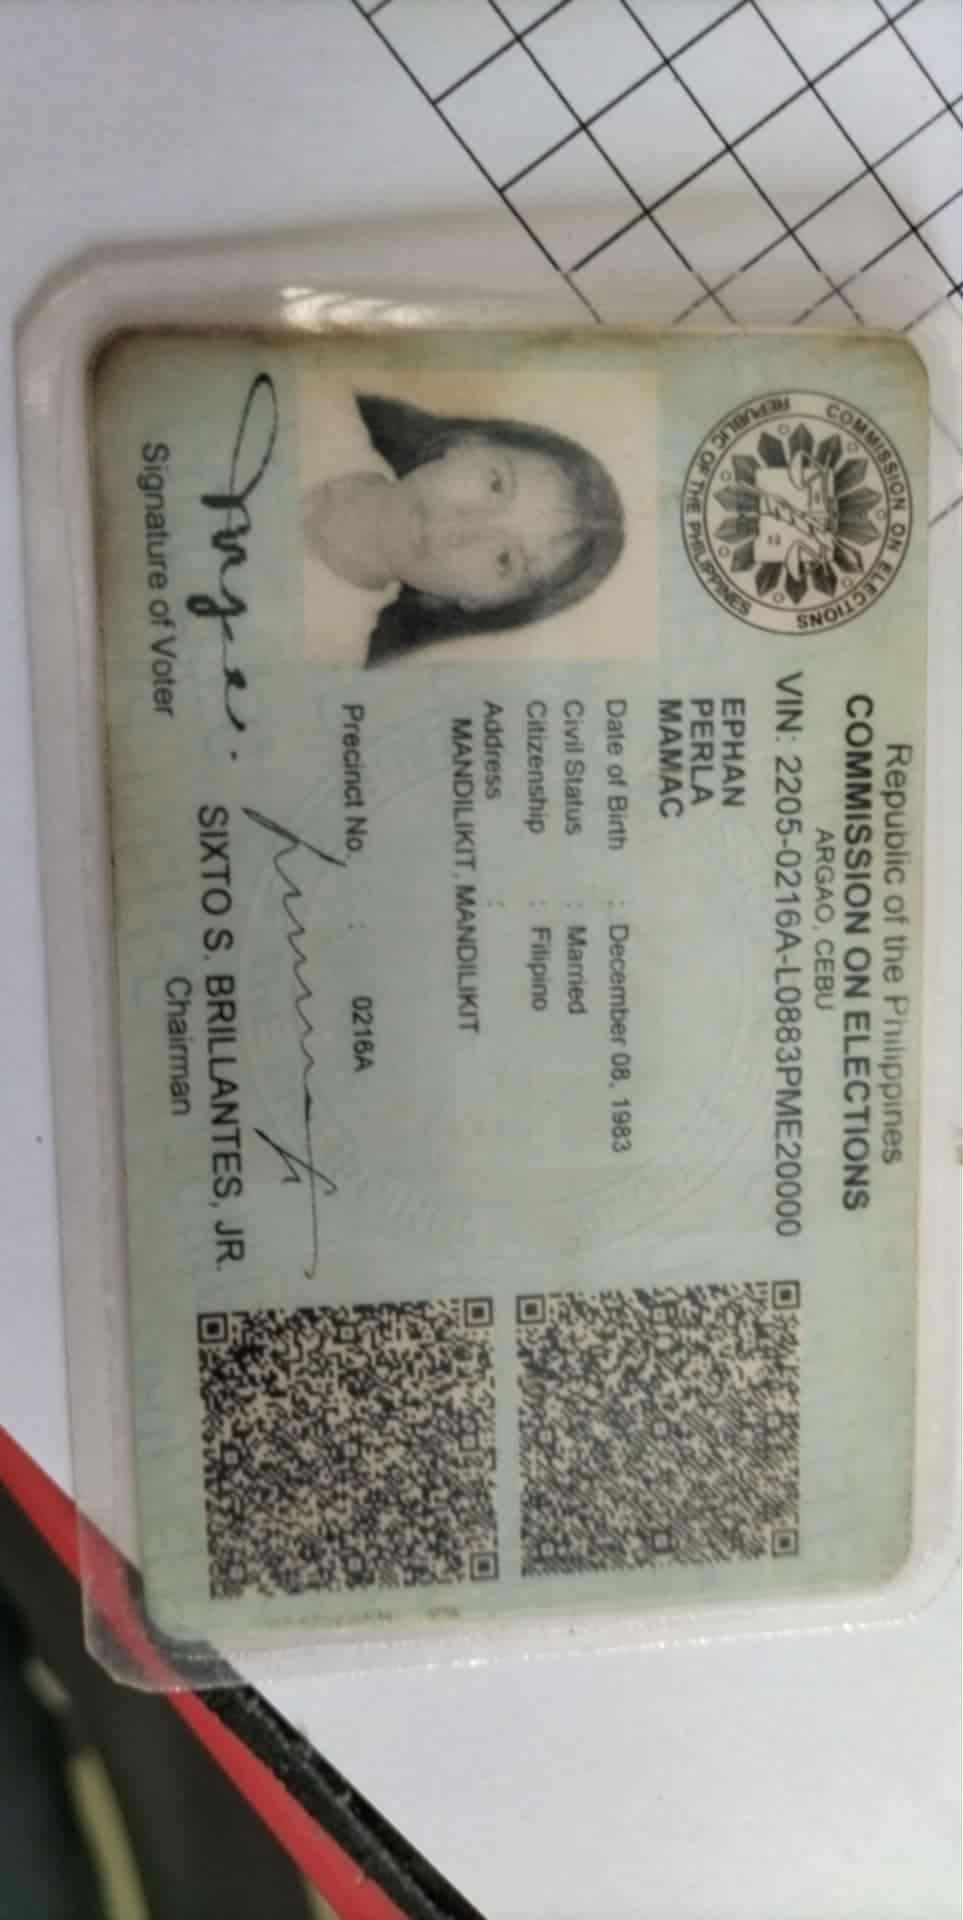 Republic of the Philippines
COMMISSION ON ELECTIONS
ARGAO, CEBU
VIN: 2205-0216A-L0883PME20000
COMMISSION ON ELECTIONS
REPUBLIC OF THE PHILIPPINES
EPHAN
PERLA
MAMAC
Date of Birth : December 08, 1983
Civil Status : Married
Citizenship : Filipino
Address :
MANDILIKIT, MANDILIKIT
Precinct No. : 0216A
SIXTO S. BRILLANTES, JR.
Chairman
Signature of Voter